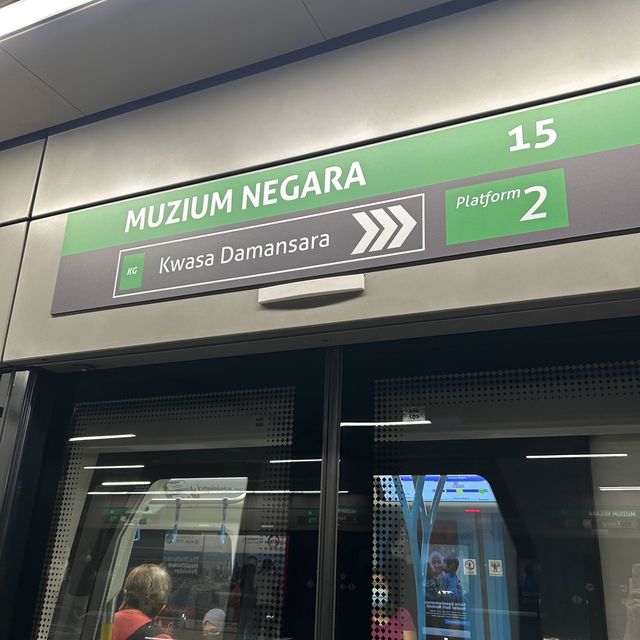 15
MUZIUM NEGARA
Platform 2
KG Kwasa Damansara